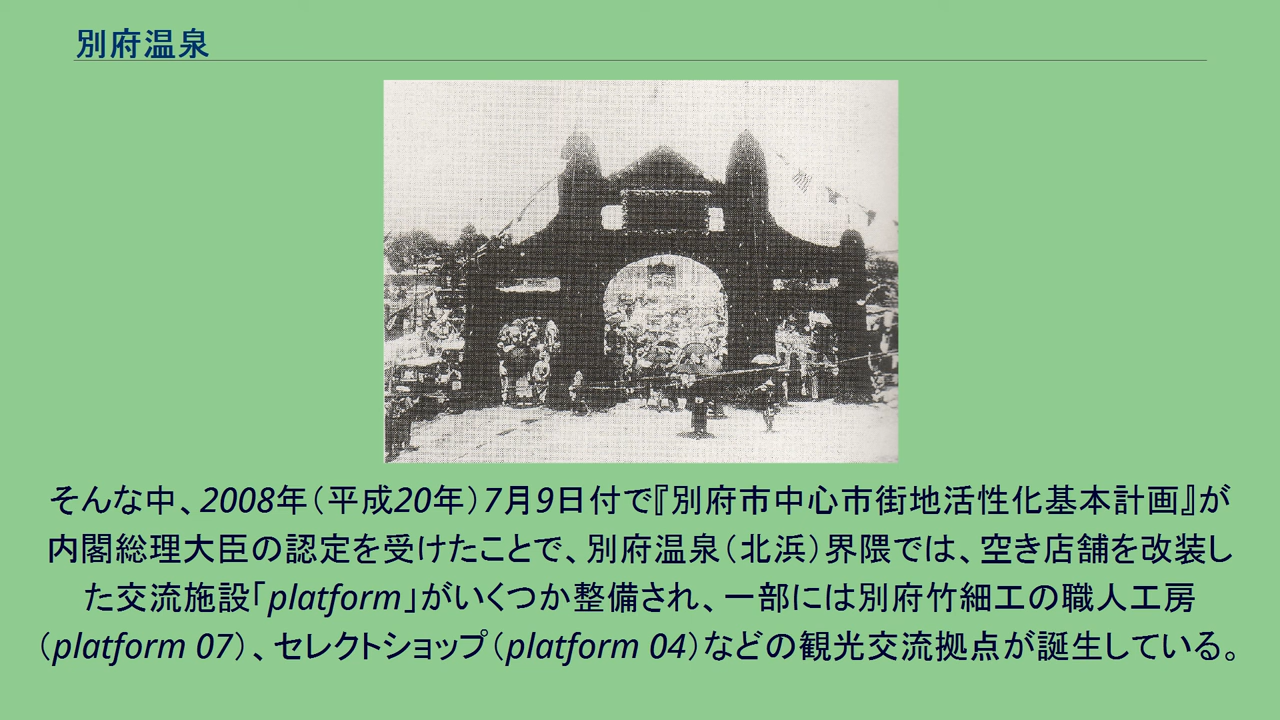 別府温泉
そんな中、2008年（平成20年）7月9日付で『別府市中心市街地活性化基本計画』が
内閣総理大臣の認定を受けたことで、別府温泉（北浜）界隈では、空き店舗を改装し
た交流施設「platform」がいくつか整備され、一部には別府竹細工の職人工房
（platform 07）、セレクトショップ（platform 04）などの観光交流拠点が誕生している。